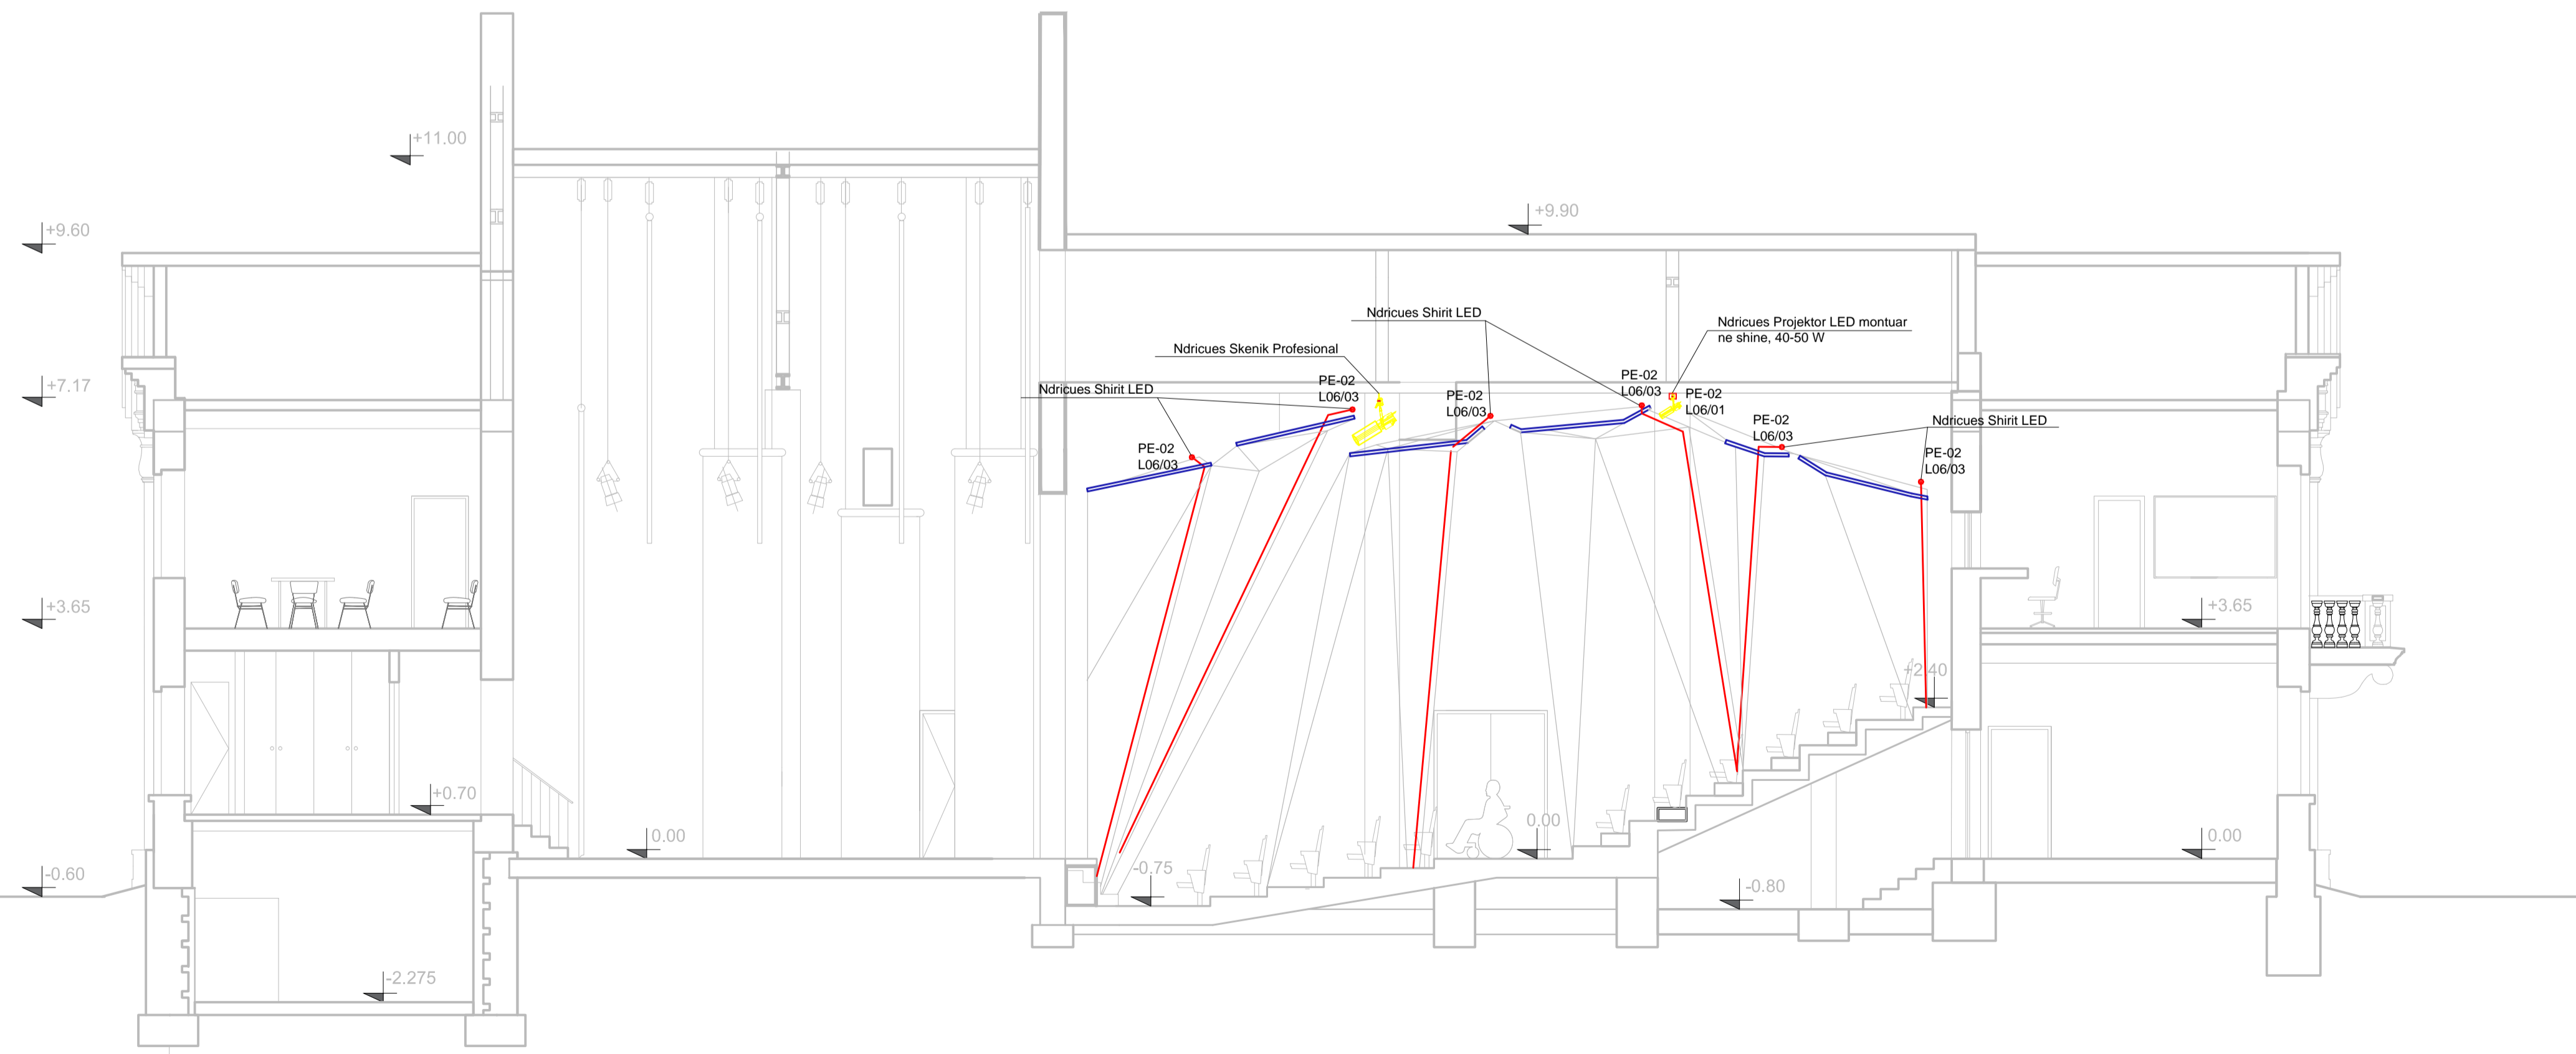 +11.00
+9.90
+9.60
Ndricues Shirit LED
Ndricues Projektor LED montuar
ne shine, 40-50 W
Ndricues Skenik Profesional
+7.17
Ndricues Shirit LED
PE-02
L06/03
PE-02
L06/03
PE-02
L06/03
PE-02
L06/01
PE-02
L06/03
Ndricues Shirit LED
PE-02
L06/03
PE-02
L06/03
+3.65
+3.65
+2.40
+0.70
0.00
0.00
0.00
-0.60
-0.75
-0.80
-2.275